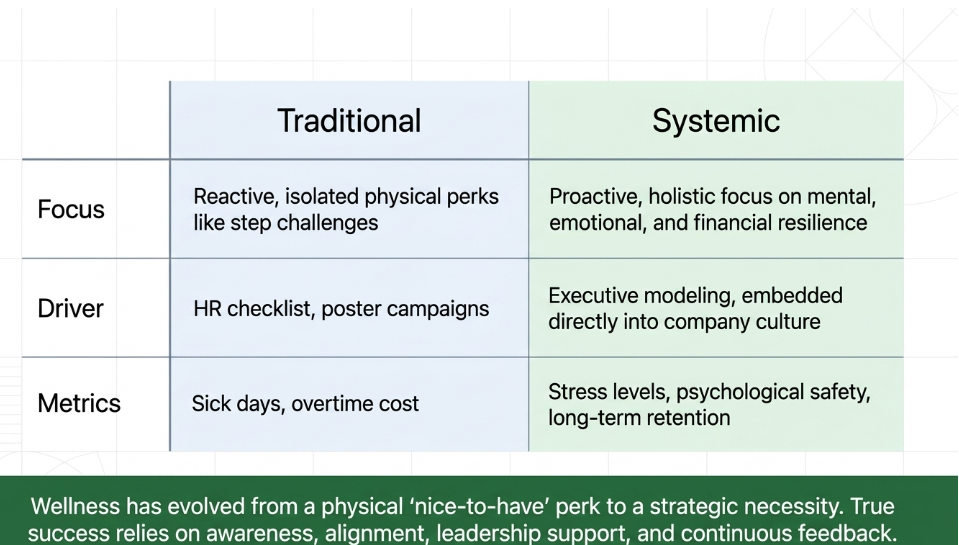 Traditional
Systemic
Focus
Reactive, isolated physical perks
like step challenges
Proactive, holistic focus on mental,
emotional, and financial resilience
Driver
HR checklist, poster campaigns
Executive modeling, embedded
directly into company culture
Metrics
Sick days, overtime cost
Stress levels, psychological safety,
long-term retention
Wellness has evolved from a physical ‘nice-to-have’ perk to a strategic necessity. True
success relies on awareness, alignment, leadership support, and continuous feedback.